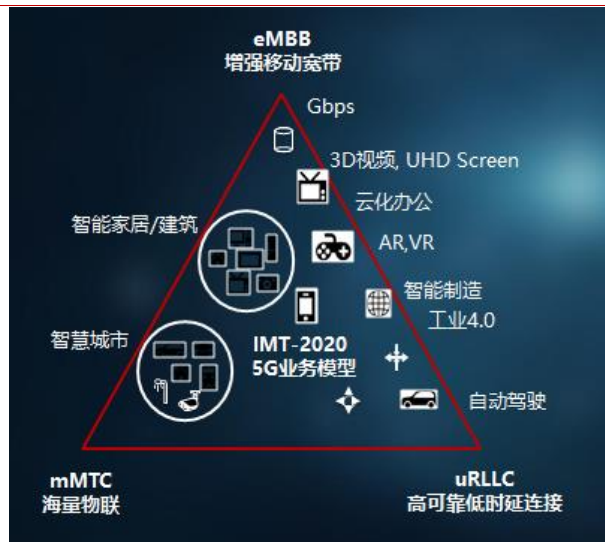 eMBB
增强移动宽带
Gbps
3D视频, UHD Screen
云化办公
智能家居/建筑
AR,VR
智能制造
工业4.0
智慧城市
IMT-2020
5G业务模型
自动驾驶
mMTC
海量物联
uRLLC
高可靠低时延连接